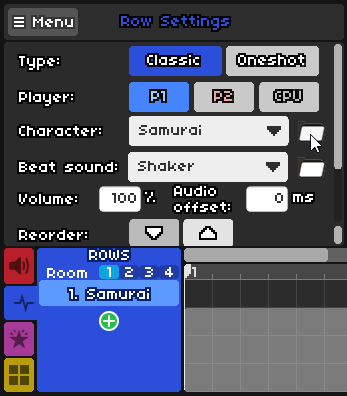 Menu Row Settings
Type: Classic Oneshot
Player: P1 P2 CPU
Character: Samurai
Beat sound: Shaker
Volume: 100 % Audio offset: 0 ms
Reorder:
ROWS
Room 1 2 3 4
1
1. Samurai